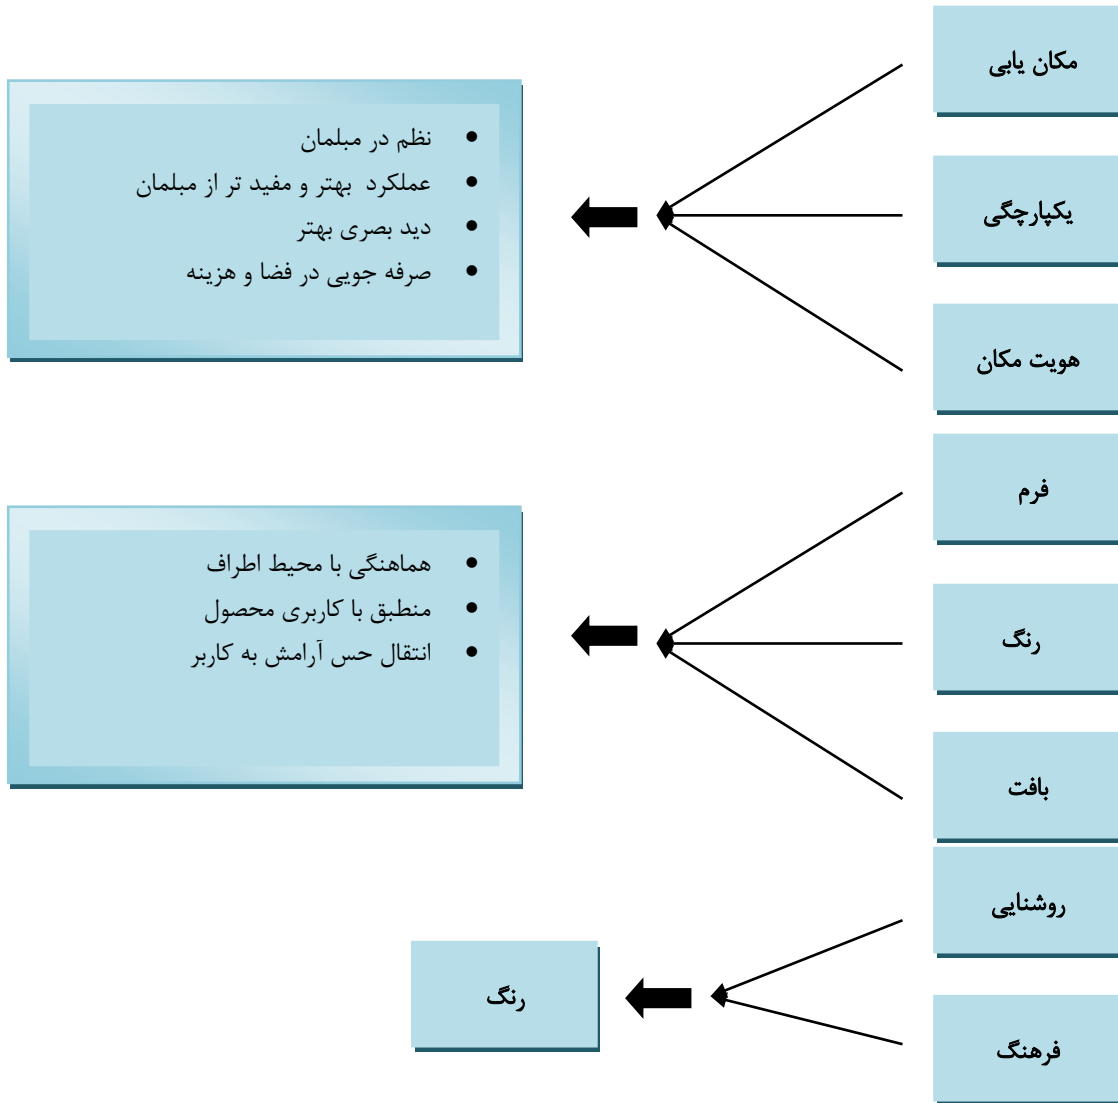 مکان یابی
یکپارچگی
هویت مکان
• نظم در مبلمان
• عملکرد بهتر و مفید تر از مبلمان
• دید بصری بهتر
• صرفه جویی در فضا و هزینه
فرم
رنگ
بافت
• هماهنگی با محیط اطراف
• منطبق با کاربری محصول
• انتقال حس آرامش به کاربر
روشنایی
فرهنگ
رنگ